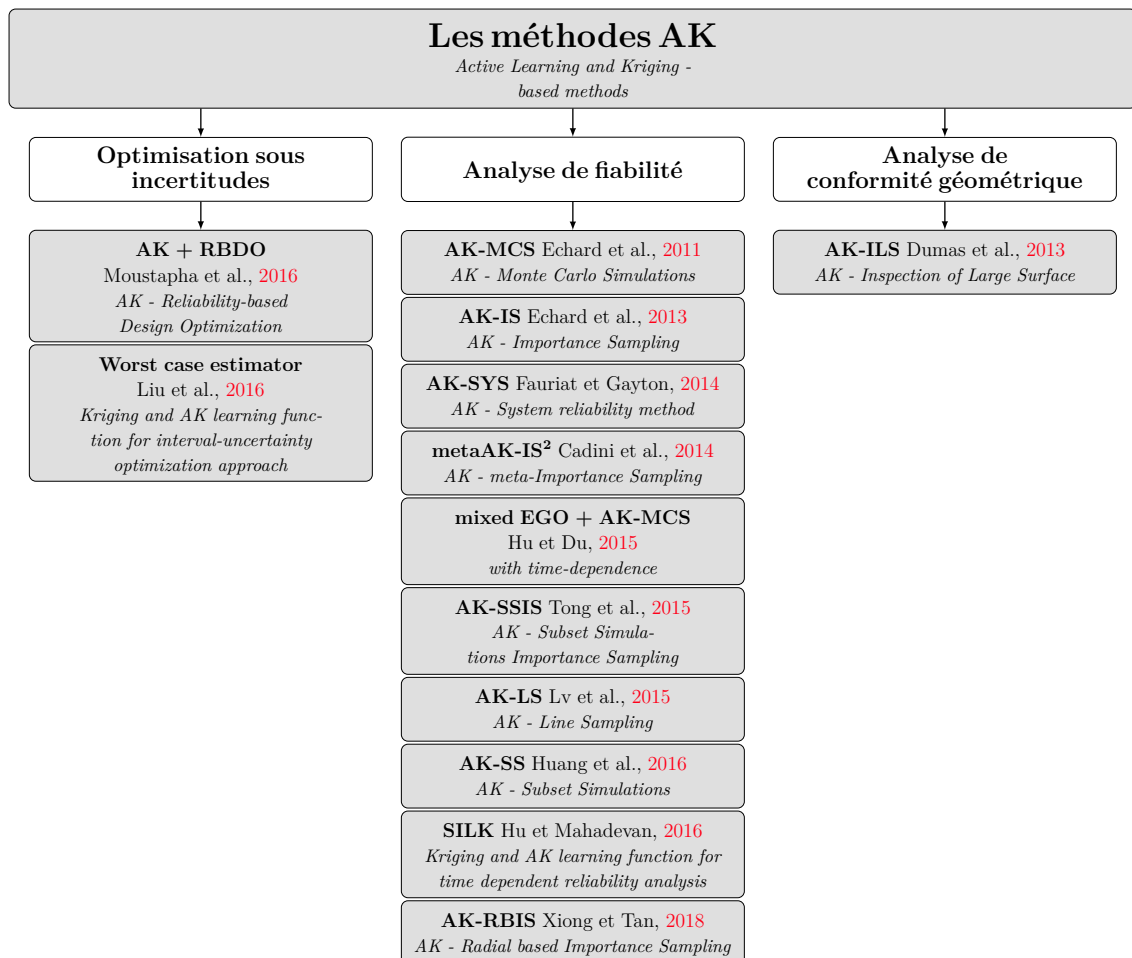 Les méthodes AK
Active Learning and Kriging -
based methods
Optimisation sous
incertitudes
AK + RBDO
Moustapha et al., 2016
AK - Reliability-based
Design Optimization
Worst case estimator
Liu et al., 2016
Kriging and AK learning func-
tion for interval-uncertainty
optimization approach
Analyse de fiabilité
AK-MCS Echard et al., 2011
AK - Monte Carlo Simulations
AK-IS Echard et al., 2013
AK - Importance Sampling
AK-SYS Fauriat et Gayton, 2014
AK - System reliability method
metaAK-IS² Cadini et al., 2014
AK - meta-Importance Sampling
mixed EGO + AK-MCS
Hu et Du, 2015
with time-dependence
AK-SSIS Tong et al., 2015
AK - Subset Simula-
tions Importance Sampling
AK-LS Lv et al., 2015
AK - Line Sampling
AK-SS Huang et al., 2016
AK - Subset Simulations
SILK Hu et Mahadevan, 2016
Kriging and AK learning function for
time dependent reliability analysis
AK-RBIS Xiong et Tan, 2018
AK - Radial based Importance Sampling
Analyse de
conformité géométrique
AK-ILS Dumas et al., 2013
AK - Inspection of Large Surface